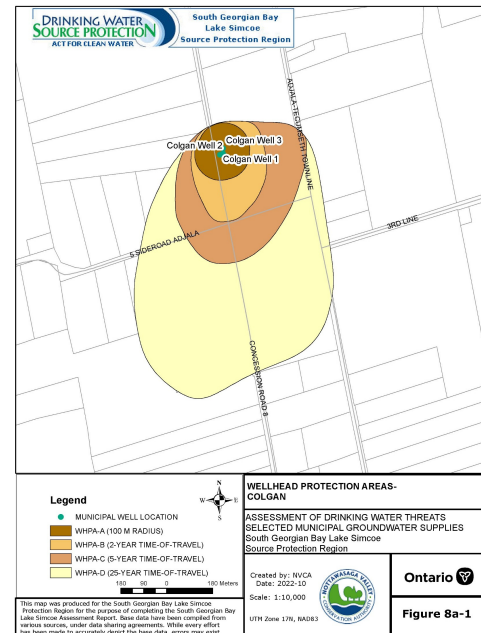 DRINKING WATER
SOURCE PROTECTION
ACT FOR CLEAN WATER
South Georgian Bay
Lake Simcoe
Source Protection Region
ADJALA-TECUMSETH TOWNLINE
Colgan Well 3
Colgan Well 2
Colgan Well 1
3RD LINE
5 SIDEROAD ADJALA
CONCESSION ROAD 8
Legend
N
W
E
S
MUNICIPAL WELL LOCATION
WHPA-A (100 M RADIUS)
WHPA-B (2-YEAR TIME-OF-TRAVEL)
WHPA-C (5-YEAR TIME-OF-TRAVEL)
WHPA-D (25-YEAR TIME-OF-TRAVEL)
180 90 0 180 Meters
This map was produced for the South Georgian Bay Lake Simcoe
Protection Region for the purpose of completing the South Georgian Bay
Lake Simcoe Assessment Report. Base data have been compiled from
various sources, under data sharing agreements. While every effort
has been made to accurately depict the base data, errors may exist.
WELLHEAD PROTECTION AREAS-
COLGAN
ASSESSMENT OF DRINKING WATER THREATS
SELECTED MUNICIPAL GROUNDWATER SUPPLIES
South Georgian Bay Lake Simcoe
Source Protection Region
Created by: NVCA
Date: 2022-10
Scale: 1:10,000
UTM Zone 17N, NAD83
NOTTAWASAGA VALLEY
CONSERVATION AUTHORITY
Ontario
Figure 8a-1